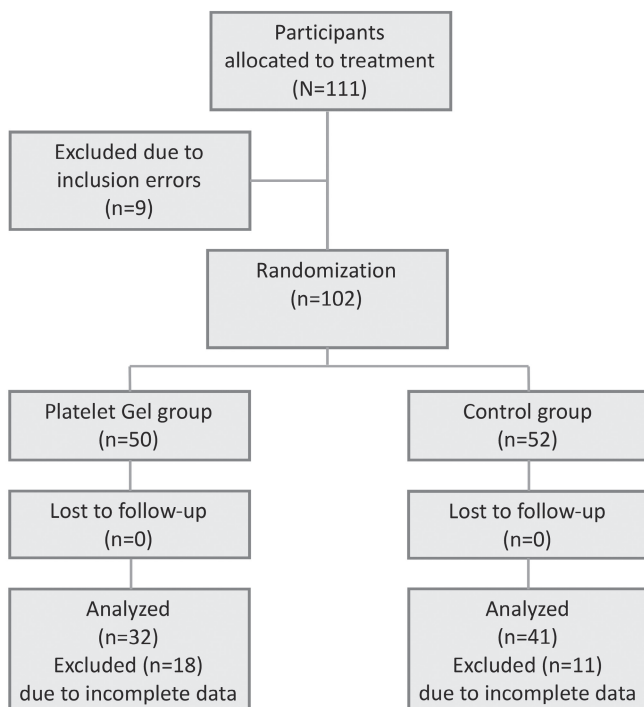 Participants
allocated to treatment
(N=111)
Excluded due to
inclusion errors
(n=9)
Randomization
(n=102)
Platelet Gel group
(n=50)
Control group
(n=52)
Lost to follow-up
(n=0)
Lost to follow-up
(n=0)
Analyzed
(n=32)
Excluded (n=18)
due to incomplete data
Analyzed
(n=41)
Excluded (n=11)
due to incomplete data